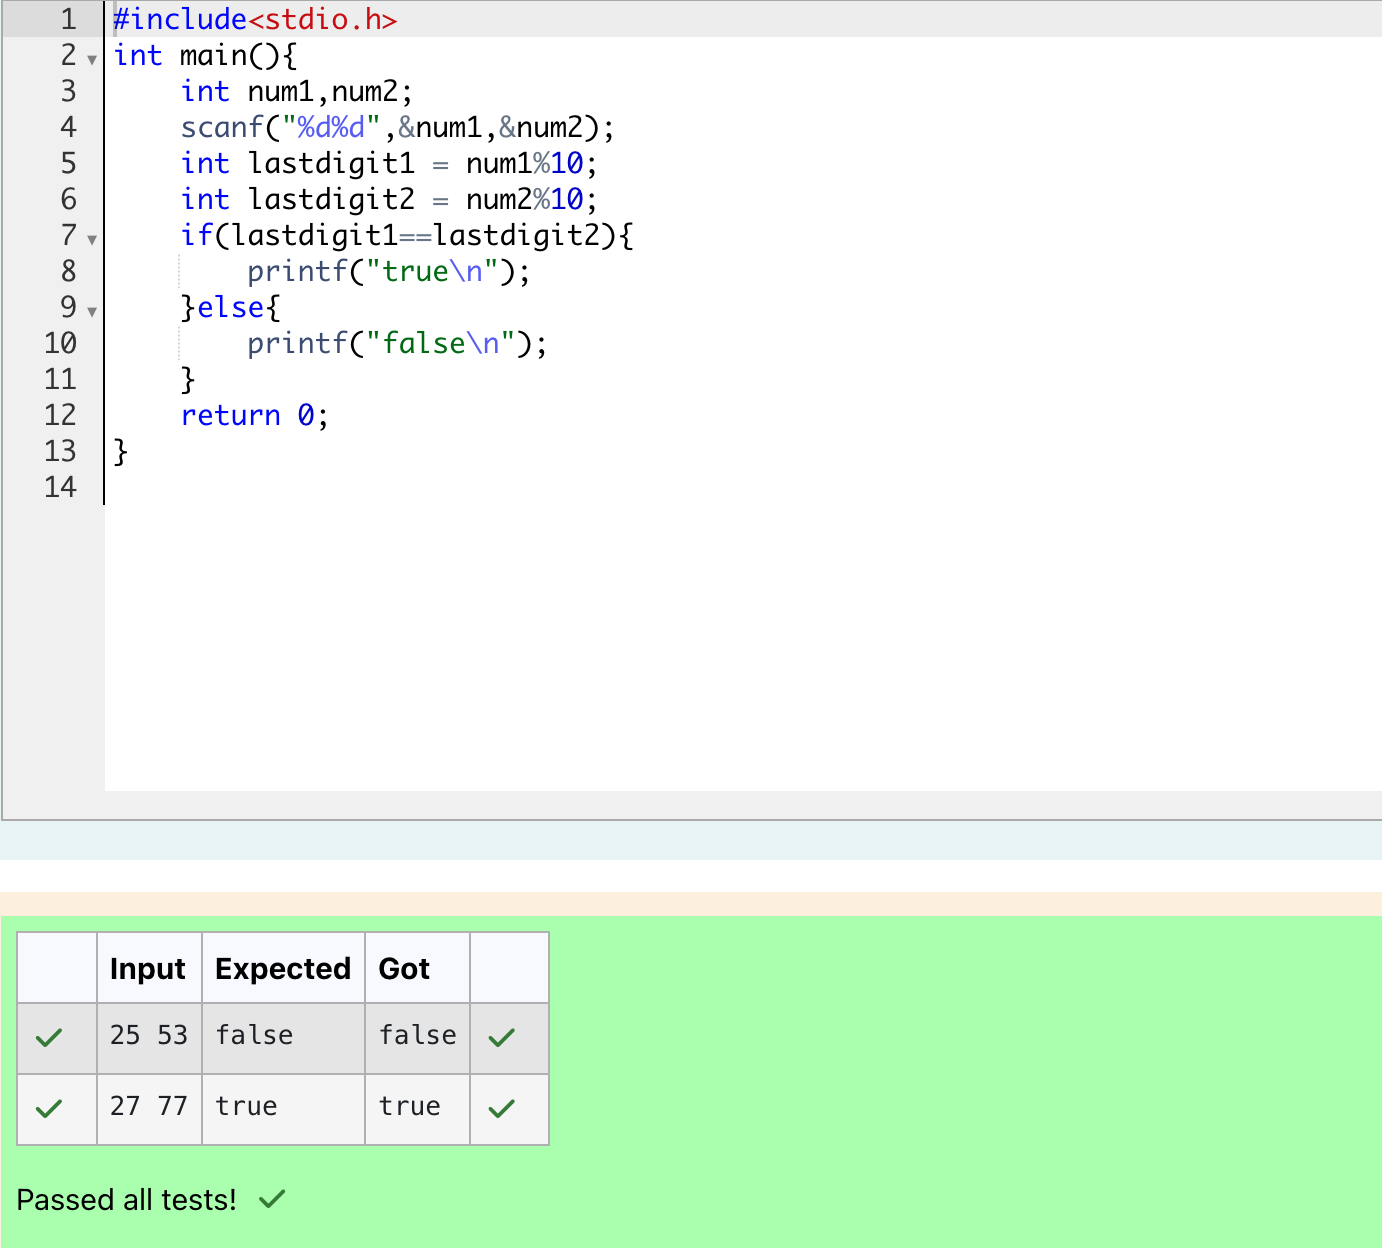 1 #include<stdio.h>
2 int main(){
3     int num1,num2;
4     scanf("%d%d",&num1,&num2);
5     int lastdigit1 = num1%10;
6     int lastdigit2 = num2%10;
7     if(lastdigit1==lastdigit2){
8         printf("true\n");
9     }else{
10         printf("false\n");
11     }
12     return 0;
13 }
14
Input Expected Got
25 53 false false
27 77 true true
Passed all tests!